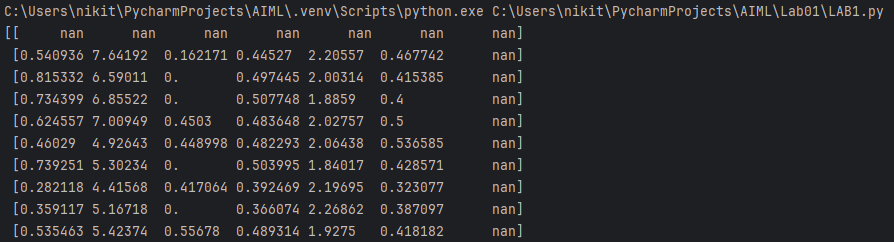 C:\Users\nikit\PycharmProjects\AIML\.venv\Scripts\python.exe C:\Users\nikit\PycharmProjects\AIML\Lab01\LAB1.py
[[     nan      nan      nan      nan     nan      nan      nan]
 [0.540936 7.64192  0.162171 0.44527  2.20557 0.467742      nan]
 [0.815332 6.59011  0.       0.497445 2.00314 0.415385      nan]
 [0.734399 6.85522  0.       0.507748 1.8859  0.4           nan]
 [0.624557 7.00949  0.4503   0.483648 2.02757 0.5           nan]
 [0.46029  4.92643  0.448998 0.482293 2.06438 0.536585      nan]
 [0.739251 5.30234  0.       0.503995 1.84017 0.428571      nan]
 [0.282118 4.41568  0.417064 0.392469 2.19695 0.323077      nan]
 [0.359117 5.16718  0.       0.366074 2.26862 0.387097      nan]
 [0.535463 5.42374  0.55678  0.489314 1.9275  0.418182      nan]